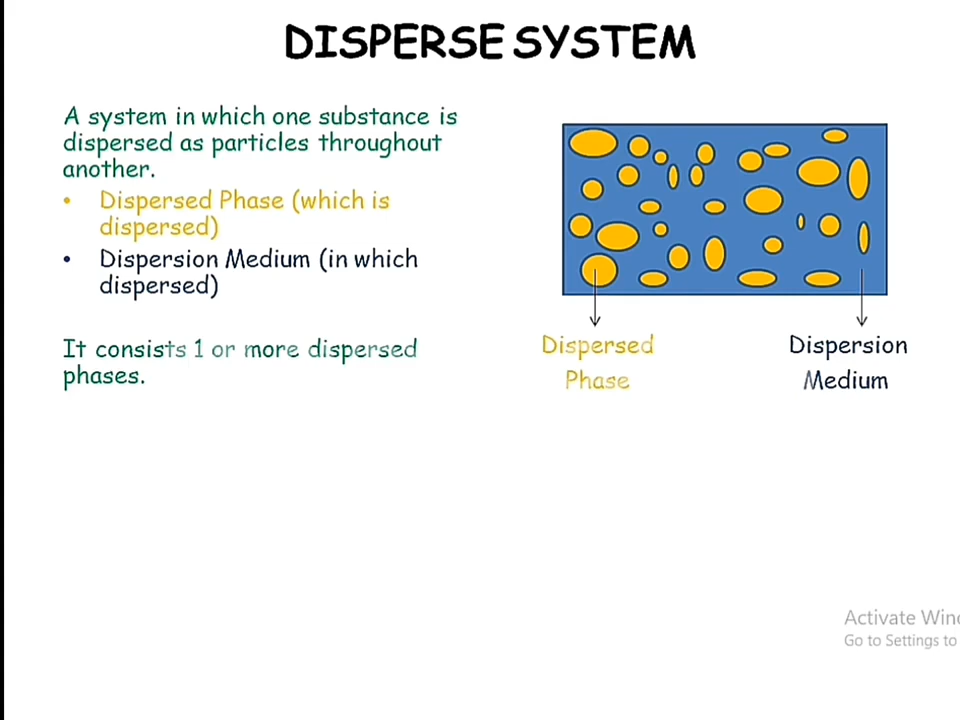 DISPERSE SYSTEM
A system in which one substance is
dispersed as particles throughout
another.
• Dispersed Phase (which is
dispersed)
• Dispersion Medium (in which
dispersed)
It consists 1 or more dispersed
phases.
Dispersed
Phase
Dispersion
Medium
Activate Wind
Go to Settings to